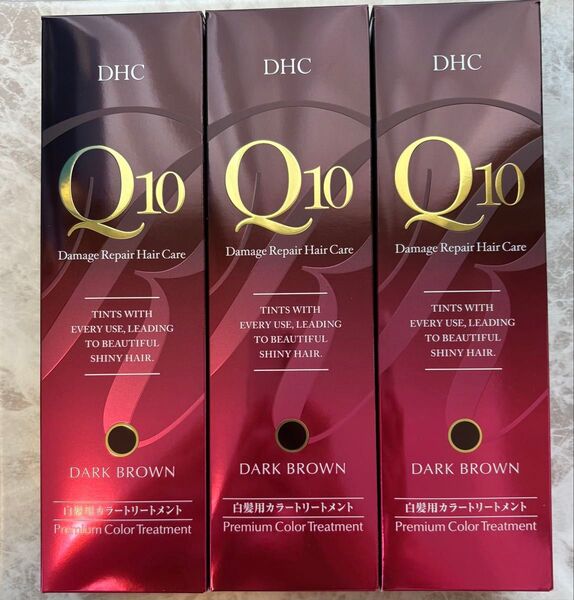 DHC
Q10
Damage Repair Hair Care
TINTS WITH
EVERY USE, LEADING
TO BEAUTIFUL
SHINY HAIR.
DARK BROWN
白髪用カラートリートメント
Premium Color Treatment
DHC
Q10
Damage Repair Hair Care
TINTS WITH
EVERY USE, LEADING
TO BEAUTIFUL
SHINY HAIR.
DARK BROWN
白髪用カラートリートメント
Premium Color Treatment
DHC
Q10
Damage Repair Hair Care
TINTS WITH
EVERY USE, LEADING
TO BEAUTIFUL
SHINY HAIR.
DARK BROWN
白髪用カラートリートメント
Premium Color Treatment